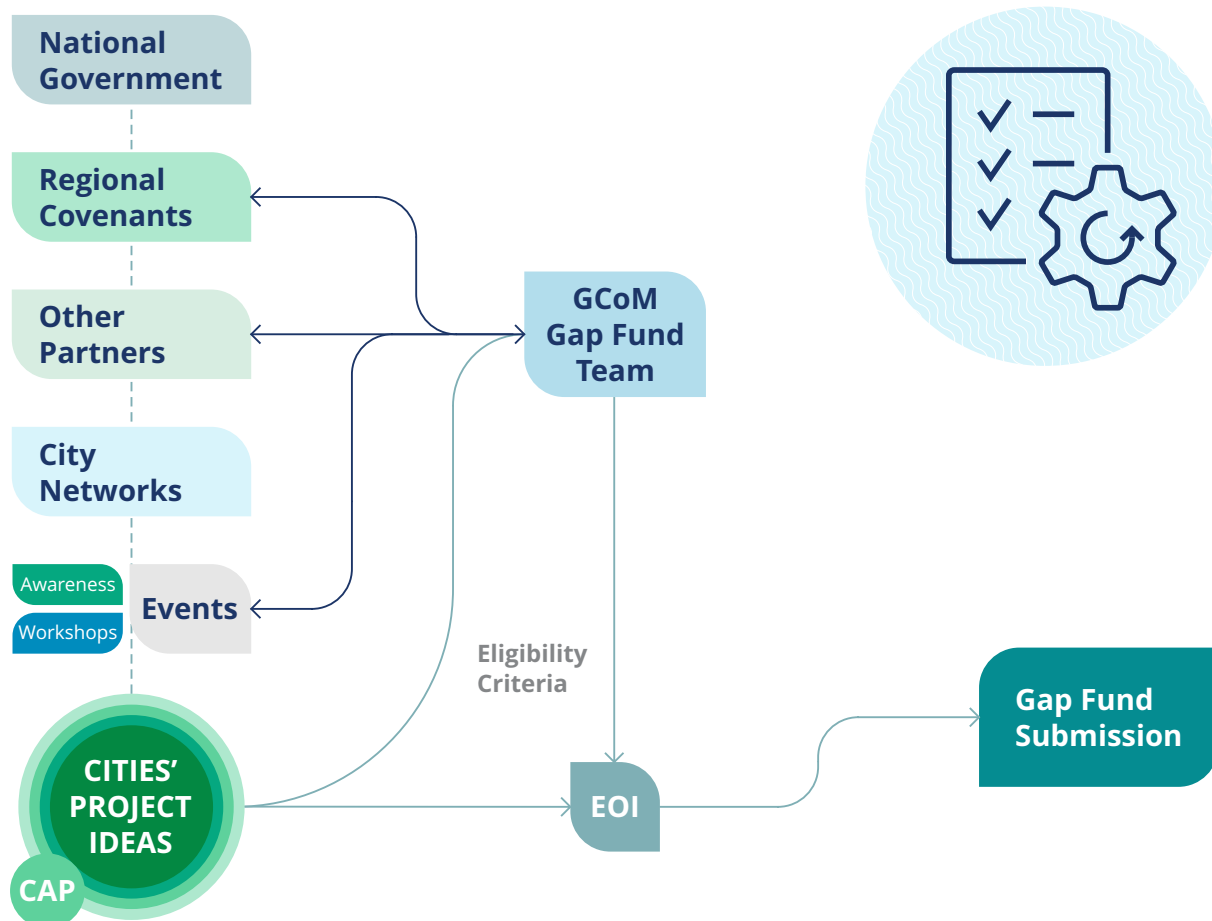 National
Government
Regional
Covenants
Other
Partners
GCoM
Gap Fund
Team
City
Networks
Awareness
Workshops
Events
Eligibility
Criteria
Gap Fund
Submission
CITIES’
PROJECT
IDEAS
EOI
CAP